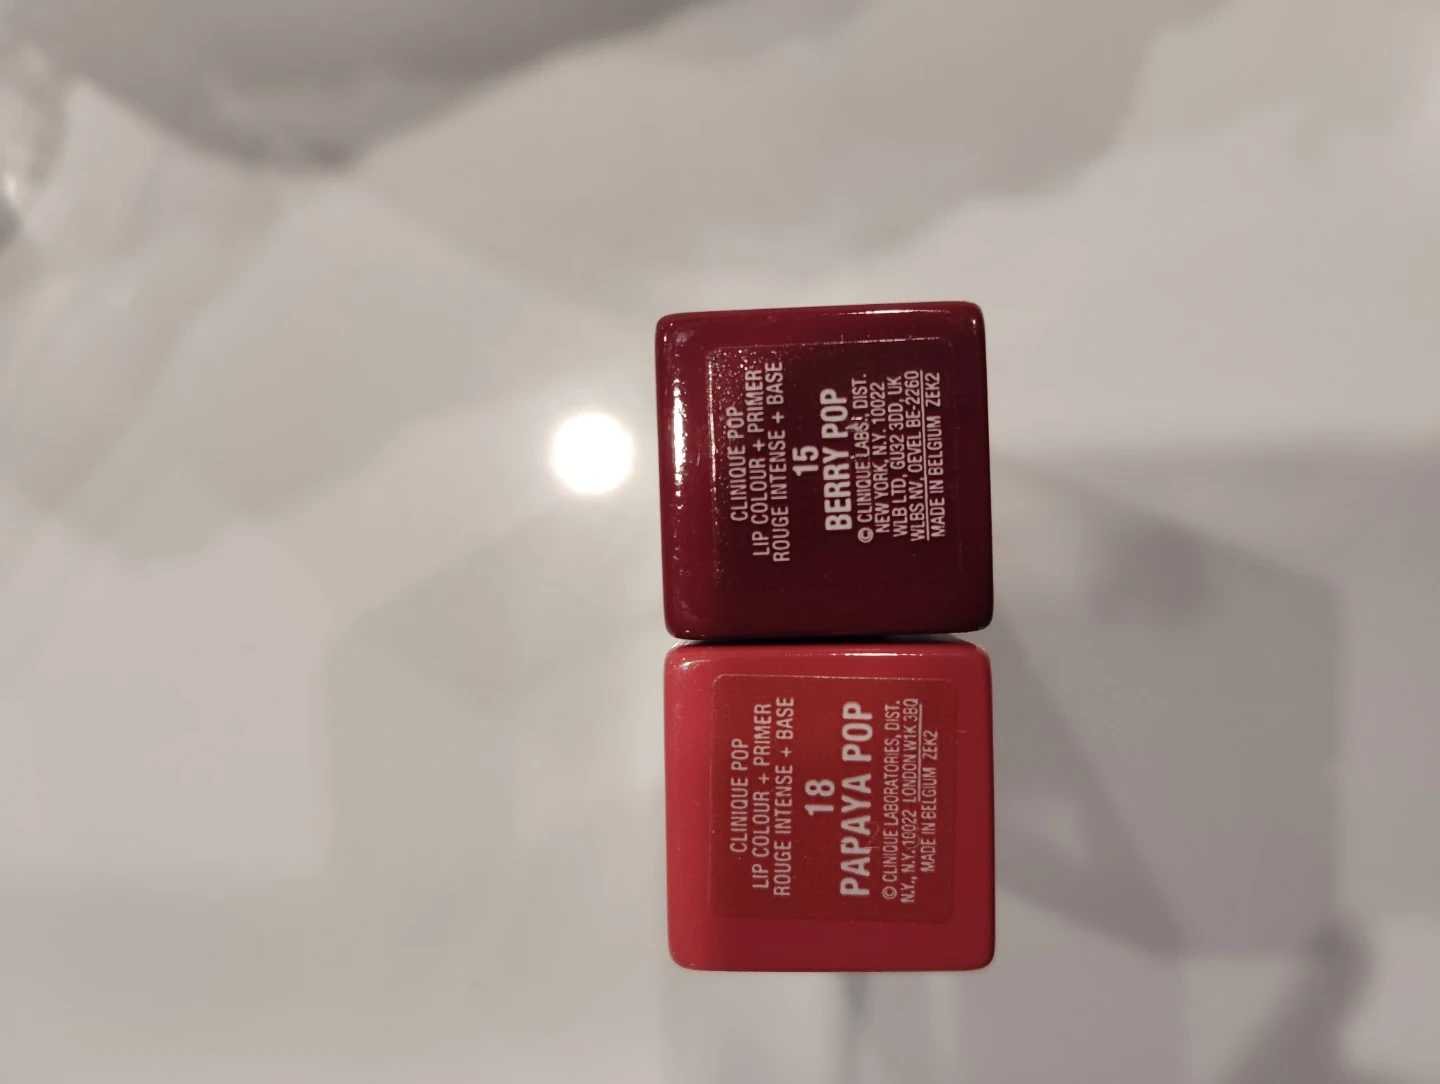 CLINIQUE POP
LIP COLOUR + PRIMER
ROUGE INTENSE + BASE
15
BERRY POP
© CLINIQUE LABS. DIST.
NEW YORK, N.Y. 10022
WLB LTD, GU32 3DD, UK
WLBS NV, OEVEL BE-2260
MADE IN BELGIUM ZEK2
CLINIQUE POP
LIP COLOUR + PRIMER
ROUGE INTENSE + BASE
18
PAPAYA POP
© CLINIQUE LABORATORIES, DIST.
N.Y., N.Y. 10022 LONDON W1K 3BQ
MADE IN BELGIUM ZEK2